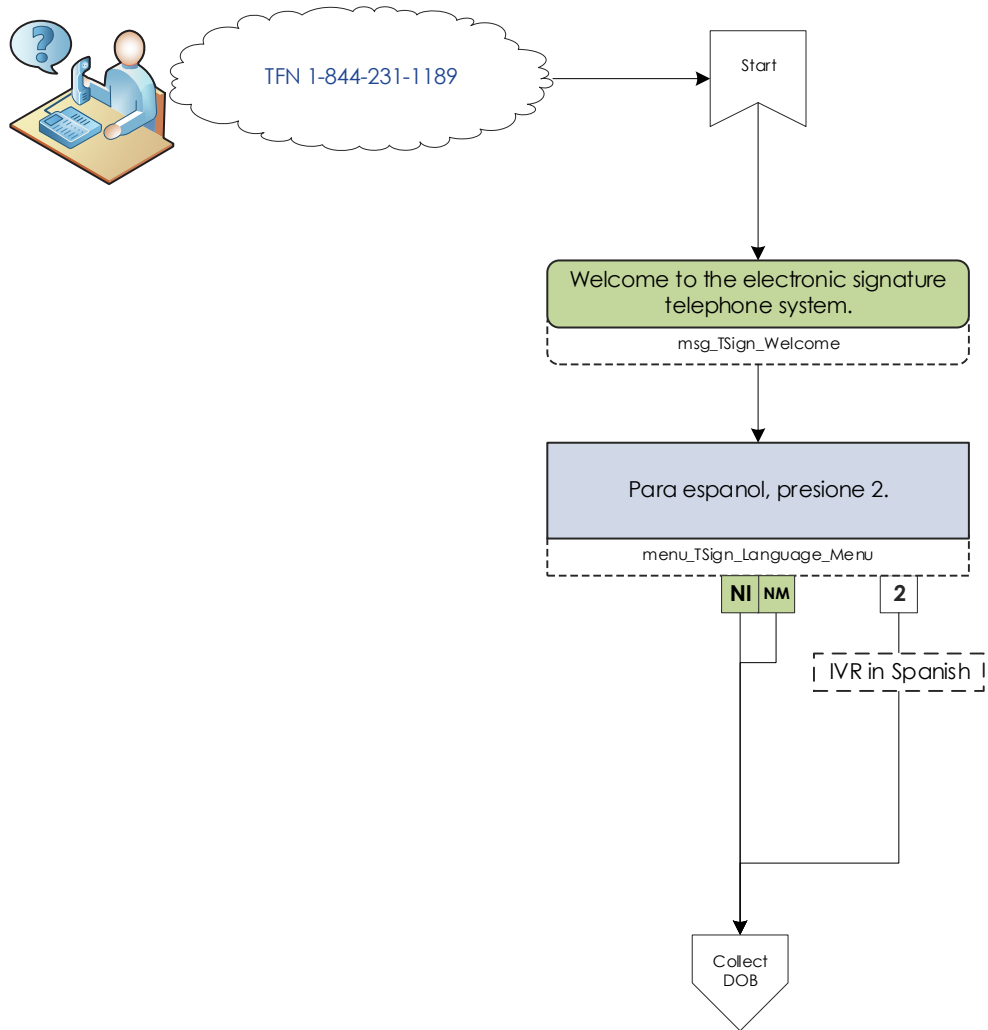 ?
TFN 1-844-231-1189
Start
Welcome to the electronic signature
telephone system.
msg_TSign_Welcome
Para espanol, presione 2.
menu_TSign_Language_Menu
NI NM 2
IVR in Spanish
Collect
DOB